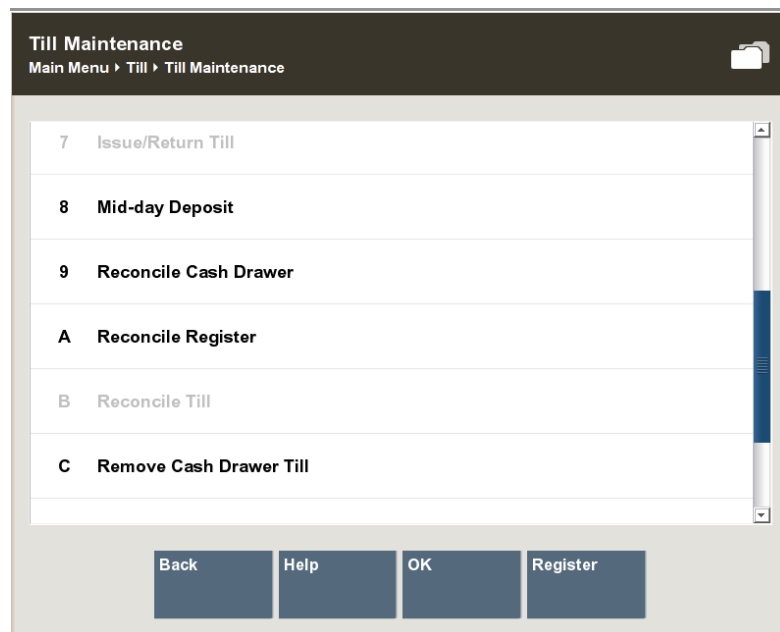 Till Maintenance
Main Menu ▸ Till ▸ Till Maintenance
7 Issue/Return Till
8 Mid-day Deposit
9 Reconcile Cash Drawer
A Reconcile Register
B Reconcile Till
C Remove Cash Drawer Till
Back Help OK Register